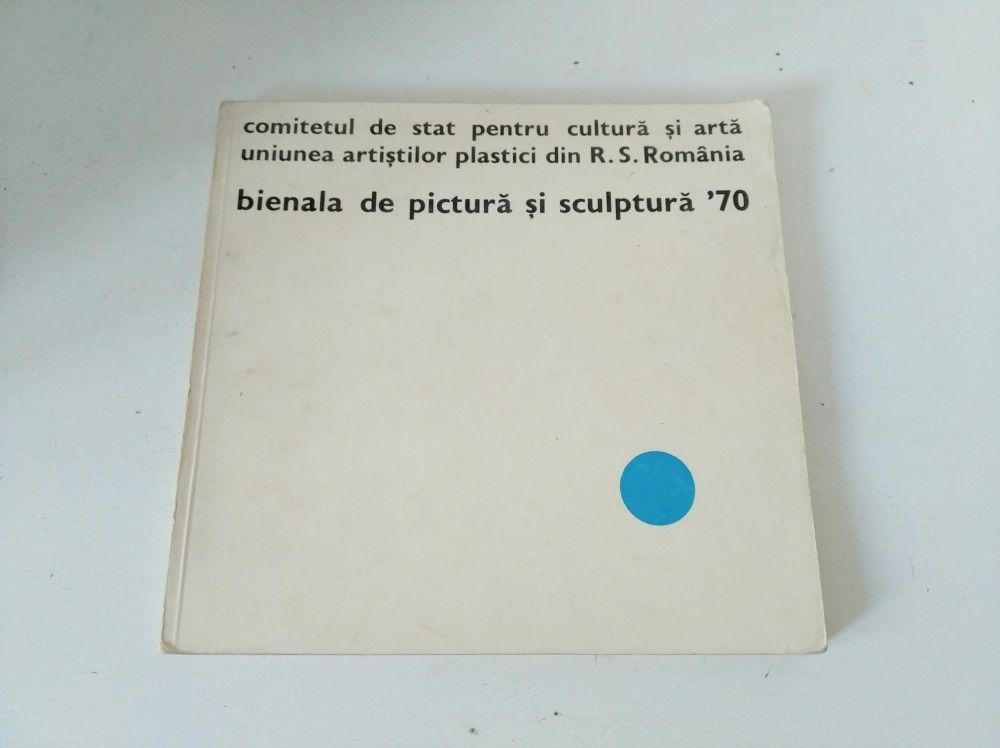 comitetul de stat pentru cultură și artă
uniunea artiștilor plastici din R. S. România
bienala de pictură și sculptură ’70